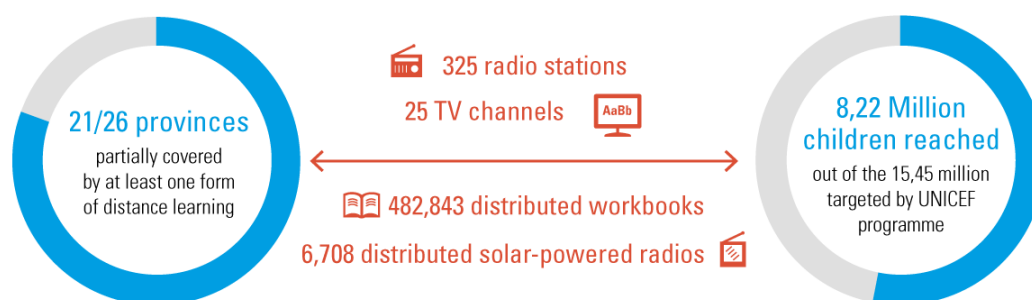 21/26 provinces
partially covered
by at least one form
of distance learning
325 radio stations
25 TV channels
AaBb
482,843 distributed workbooks
6,708 distributed solar-powered radios
8,22 Million
children reached
out of the 15,45 million
targeted by UNICEF
programme